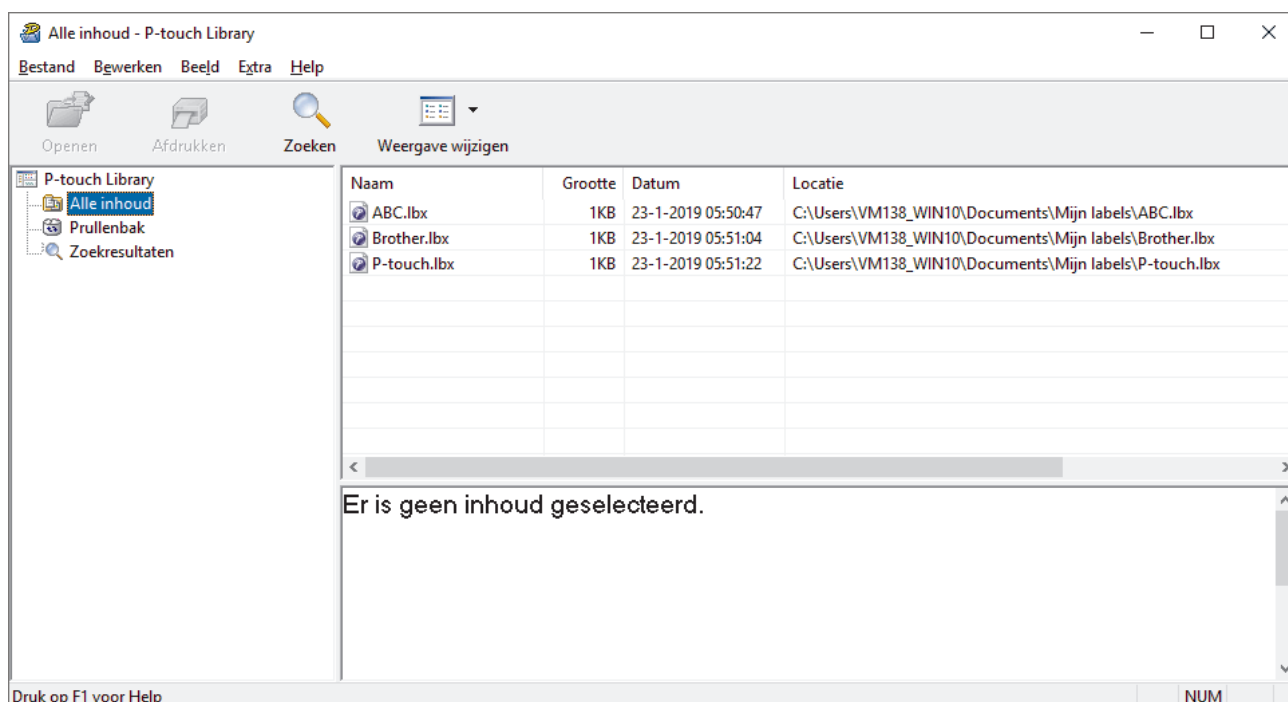 Alle inhoud - P-touch Library
Bestand Bewerken Beeld Extra Help
Openen Afdrukken Zoeken Weergave wijzigen
P-touch Library
Alle inhoud
Prullenbak
Zoekresultaten
Naam Grootte Datum Locatie
ABC.lbx 1KB 23-1-2019 05:50:47 C:\Users\VM138_WIN10\Documents\Mijn labels\ABC.lbx
Brother.lbx 1KB 23-1-2019 05:51:04 C:\Users\VM138_WIN10\Documents\Mijn labels\Brother.lbx
P-touch.lbx 1KB 23-1-2019 05:51:22 C:\Users\VM138_WIN10\Documents\Mijn labels\P-touch.lbx
Er is geen inhoud geselecteerd.
Druk op F1 voor Help NUM